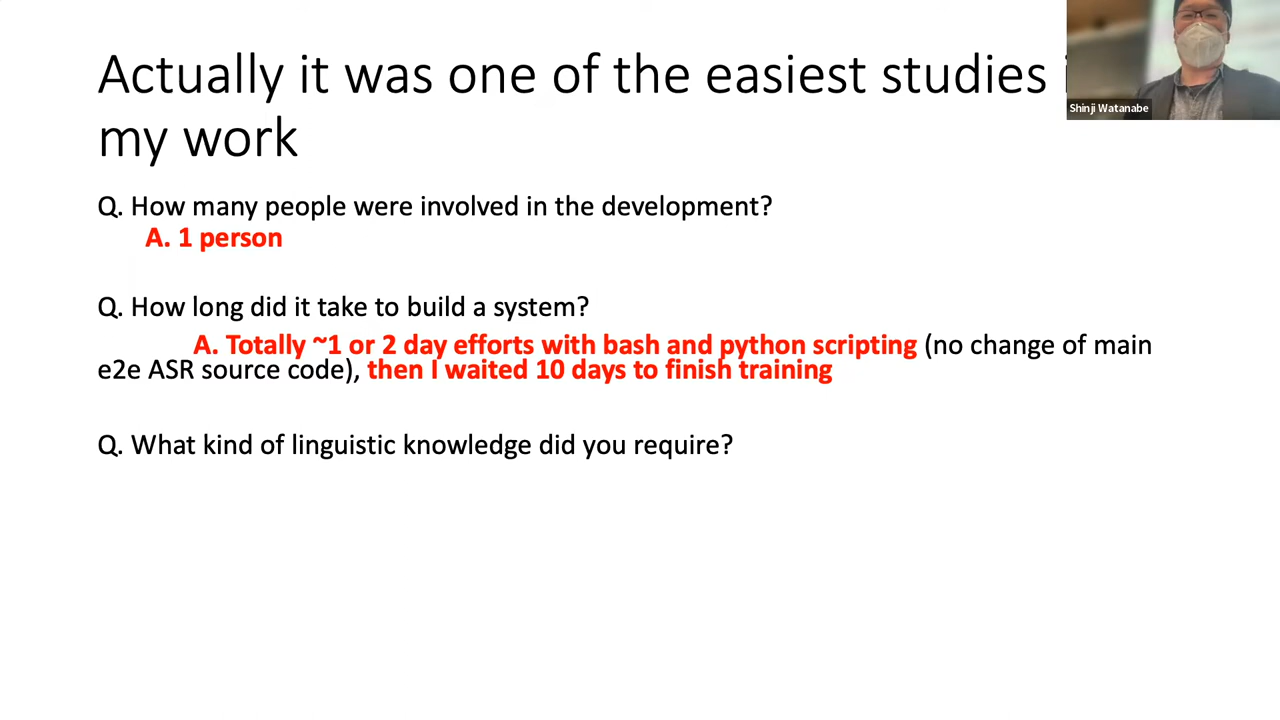 Actually it was one of the easiest studies
my work
Shinji Watanabe
Q. How many people were involved in the development?
A. 1 person
Q. How long did it take to build a system?
A. Totally ~1 or 2 day efforts with bash and python scripting (no change of main
e2e ASR source code), then I waited 10 days to finish training
Q. What kind of linguistic knowledge did you require?